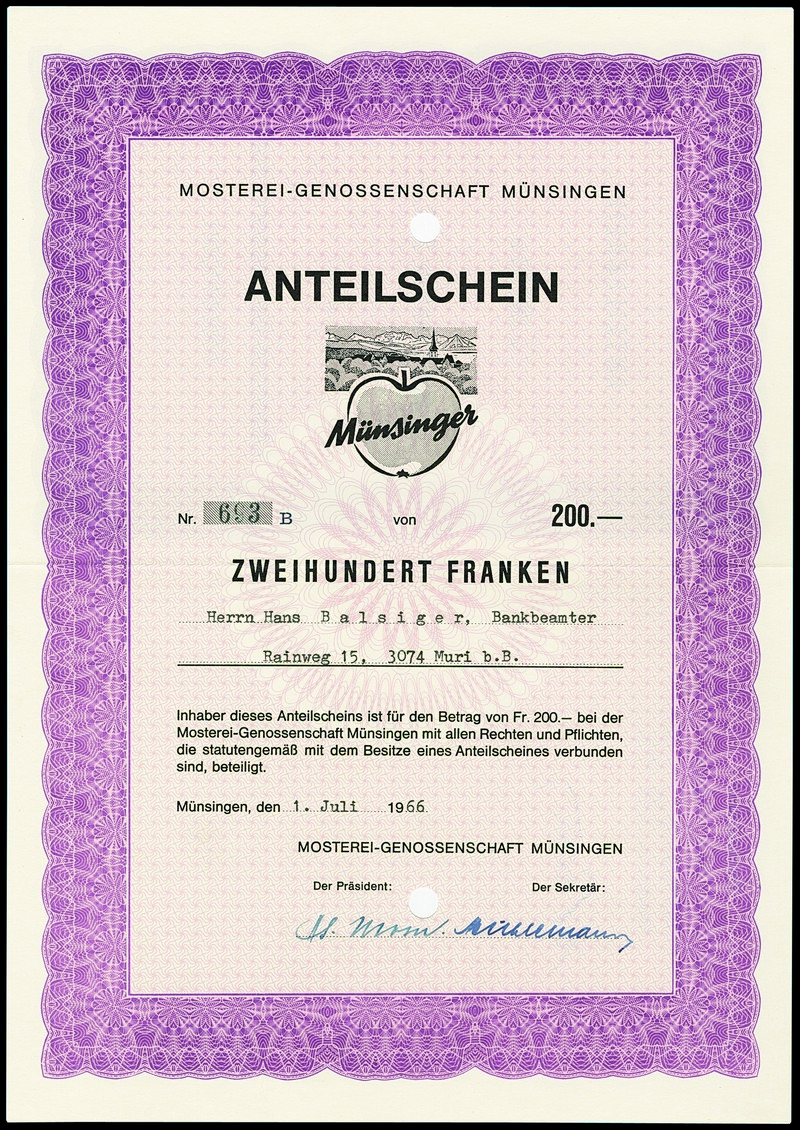 MOSTEREI-GENOSSENSCHAFT MÜNSINGEN
ANTEILSCHEIN
Münsinger
Nr. 693 B von 200.—
ZWEIHUNDERT FRANKEN
Herrn Hans Balsiger, Bankbeamter
Rainweg 15, 3074 Muri b.B.
Inhaber dieses Anteilscheins ist für den Betrag von Fr. 200.— bei der
Mosterei-Genossenschaft Münsingen mit allen Rechten und Pflichten,
die statutengemäß mit dem Besitze eines Anteilscheines verbunden
sind, beteiligt.
Münsingen, den 1. Juli 1966
MOSTEREI-GENOSSENSCHAFT MÜNSINGEN
Der Präsident: Der Sekretär: